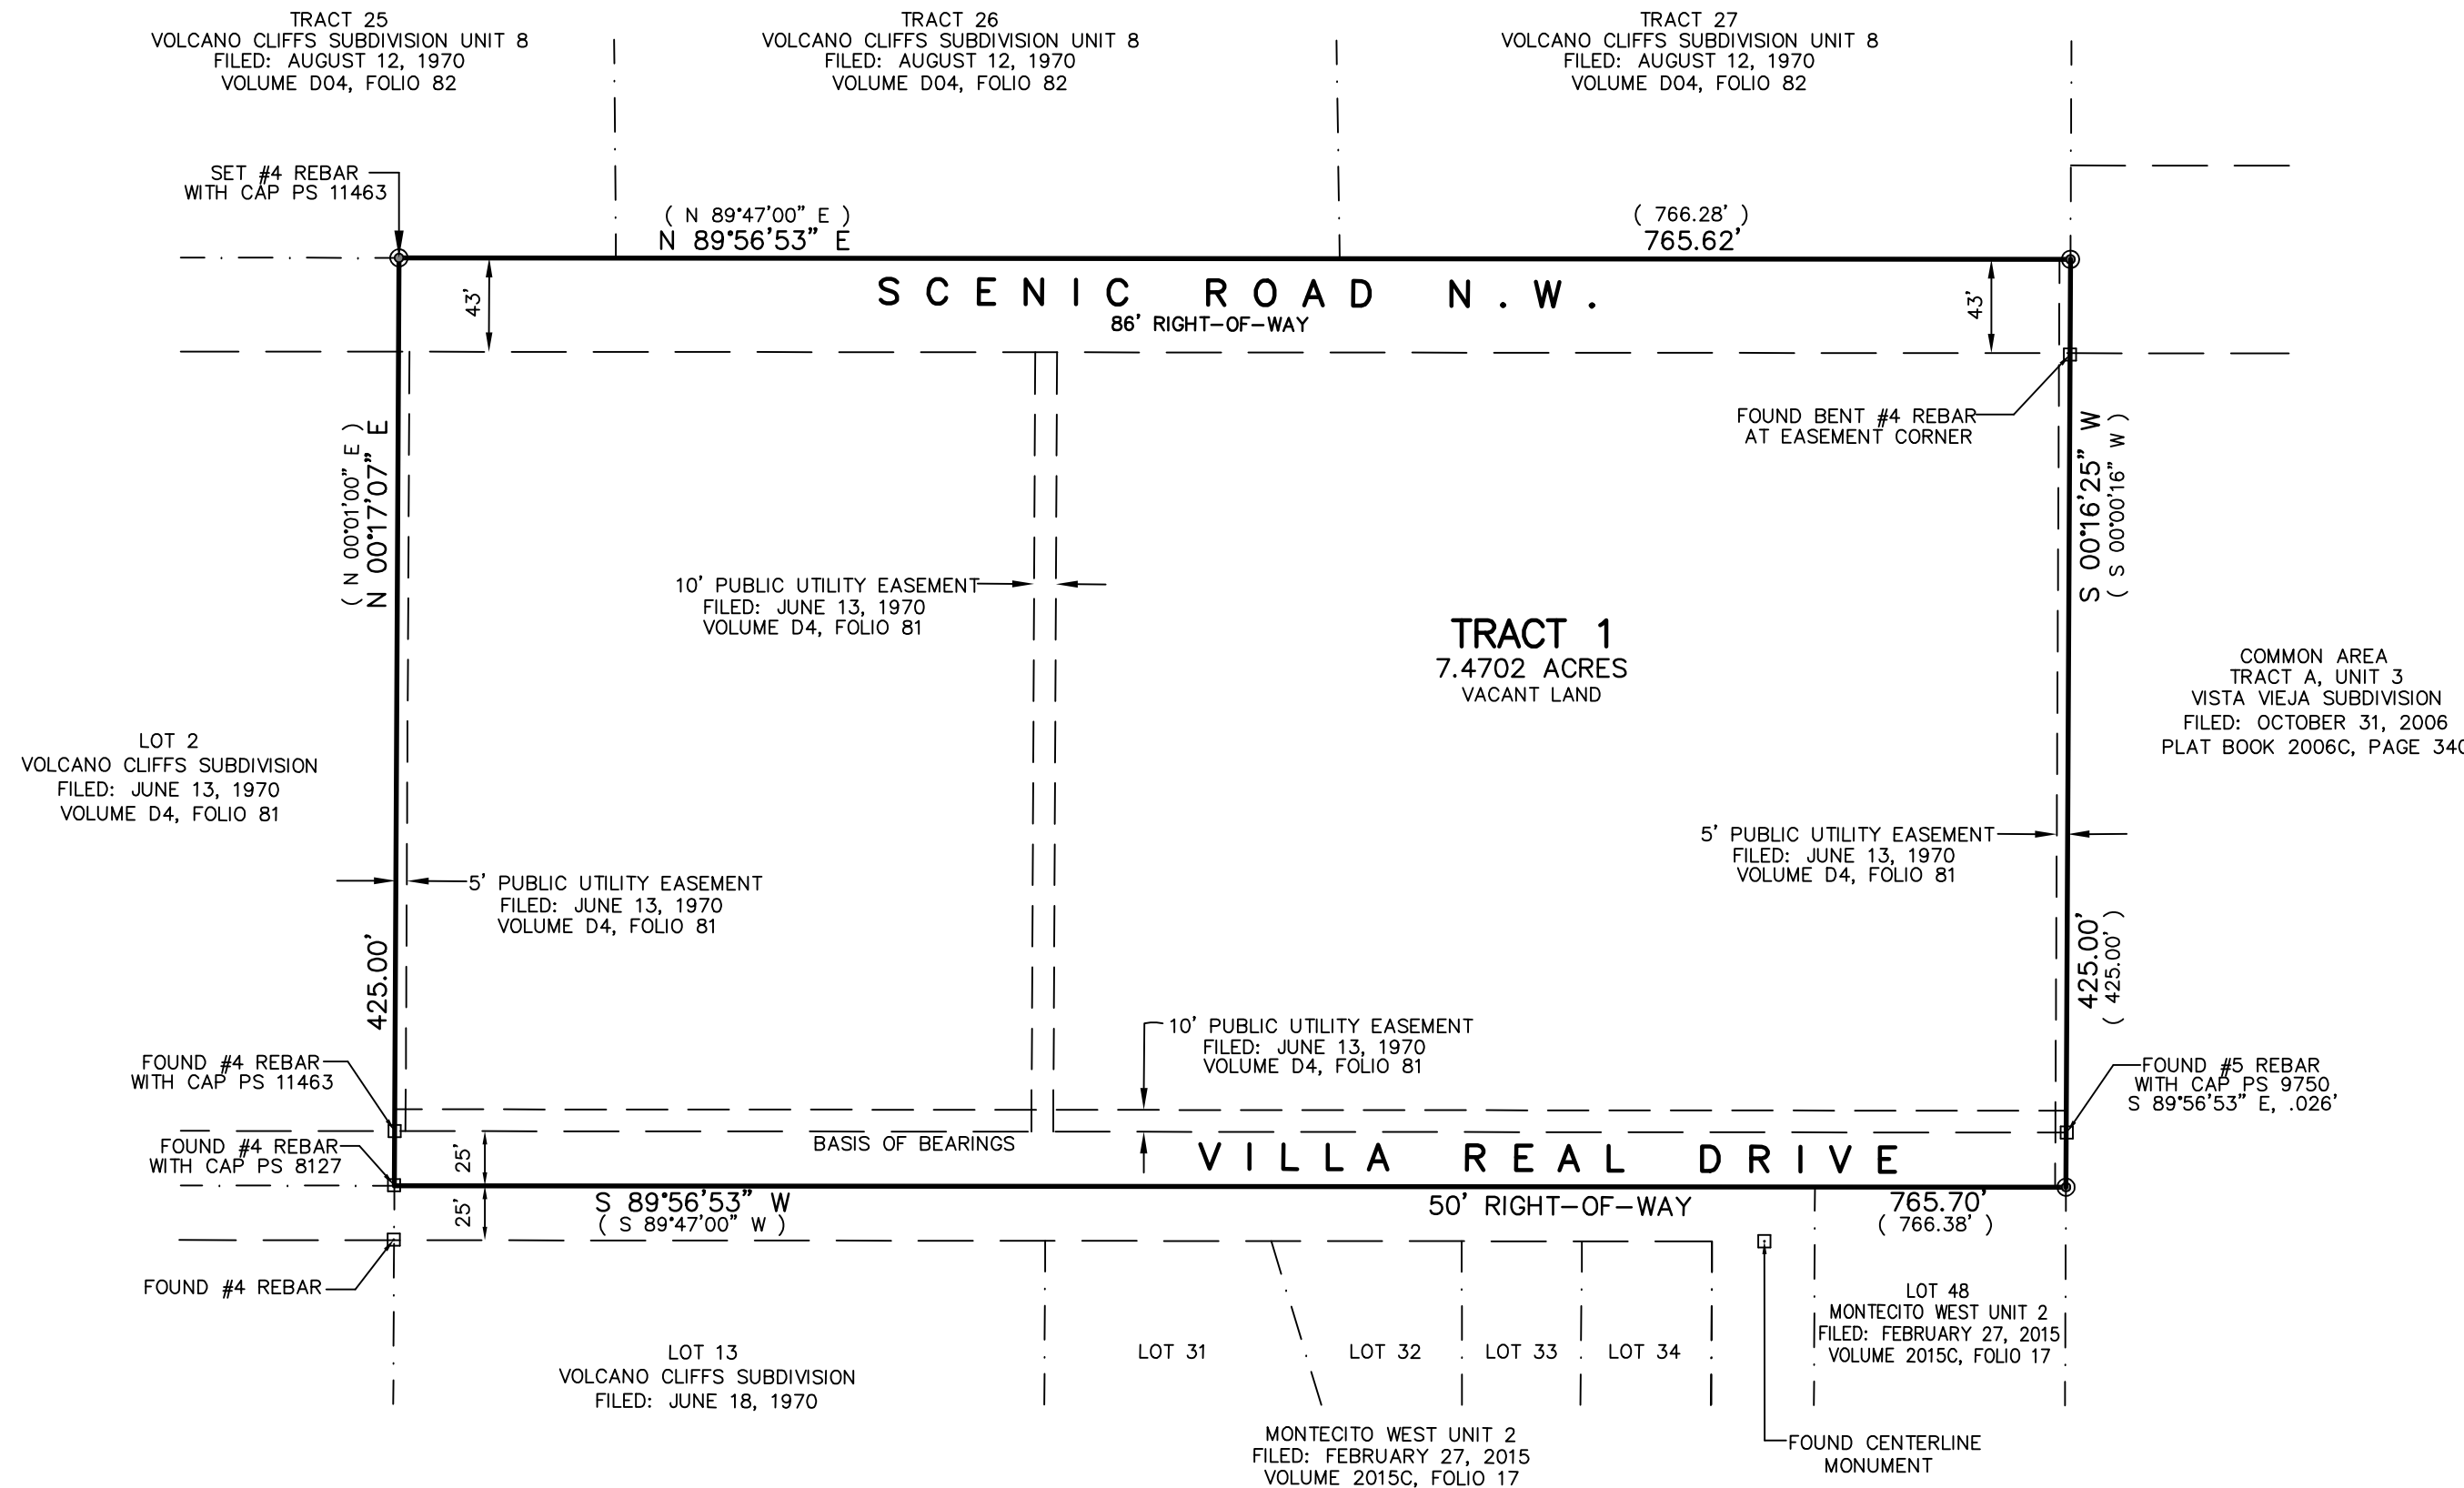 TRACT 25
VOLCANO CLIFFS SUBDIVISION UNIT 8
FILED: AUGUST 12, 1970
VOLUME D04, FOLIO 82
TRACT 26
VOLCANO CLIFFS SUBDIVISION UNIT 8
FILED: AUGUST 12, 1970
VOLUME D04, FOLIO 82
TRACT 27
VOLCANO CLIFFS SUBDIVISION UNIT 8
FILED: AUGUST 12, 1970
VOLUME D04, FOLIO 82
SET #4 REBAR
WITH CAP PS 11463
( N 89°47'00" E )
N 89°56'53" E
( 766.28' )
765.62'
SCENIC ROAD N.W.
86' RIGHT-OF-WAY
43'
43'
FOUND BENT #4 REBAR
AT EASEMENT CORNER
( N 00°01'00" E )
N 00°17'07" E
S 00°16'25" W
( S 00°00'16" W )
10' PUBLIC UTILITY EASEMENT
FILED: JUNE 13, 1970
VOLUME D4, FOLIO 81
TRACT 1
7.4702 ACRES
VACANT LAND
COMMON AREA
TRACT A, UNIT 3
VISTA VIEJA SUBDIVISION
FILED: OCTOBER 31, 2006
PLAT BOOK 2006C, PAGE 340
LOT 2
VOLCANO CLIFFS SUBDIVISION
FILED: JUNE 13, 1970
VOLUME D4, FOLIO 81
5' PUBLIC UTILITY EASEMENT
FILED: JUNE 13, 1970
VOLUME D4, FOLIO 81
5' PUBLIC UTILITY EASEMENT
FILED: JUNE 13, 1970
VOLUME D4, FOLIO 81
425.00'
425.00'
( 425.00' )
10' PUBLIC UTILITY EASEMENT
FILED: JUNE 13, 1970
VOLUME D4, FOLIO 81
FOUND #4 REBAR
WITH CAP PS 11463
FOUND #5 REBAR
WITH CAP PS 9750
S 89°56'53" E, .026'
FOUND #4 REBAR
WITH CAP PS 8127
25'
BASIS OF BEARINGS
VILLA REAL DRIVE
25'
S 89°56'53" W
( S 89°47'00" W )
50' RIGHT-OF-WAY
765.70'
( 766.38' )
FOUND #4 REBAR
LOT 13
VOLCANO CLIFFS SUBDIVISION
FILED: JUNE 18, 1970
LOT 31
LOT 32
LOT 33
LOT 34
LOT 48
MONTECITO WEST UNIT 2
FILED: FEBRUARY 27, 2015
VOLUME 2015C, FOLIO 17
MONTECITO WEST UNIT 2
FILED: FEBRUARY 27, 2015
VOLUME 2015C, FOLIO 17
FOUND CENTERLINE
MONUMENT